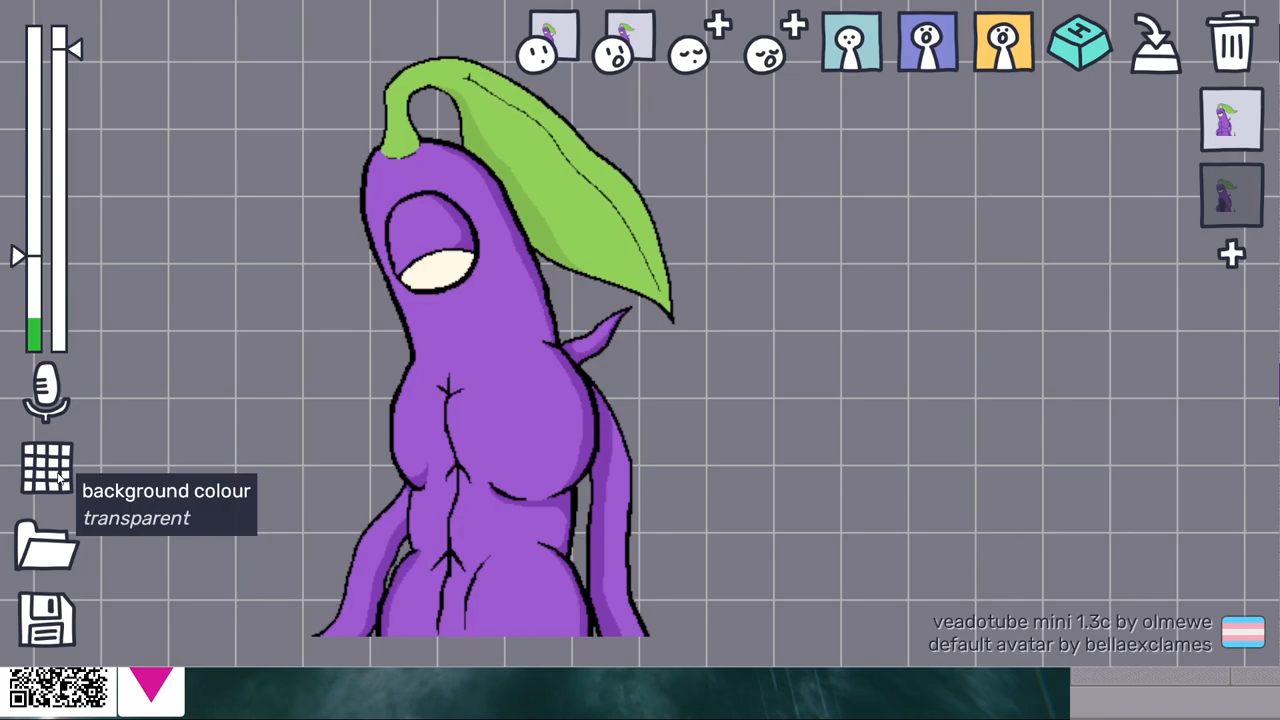 background colour
transparent
veadotube mini 1.3c by olmewe
default avatar by bellaexclames